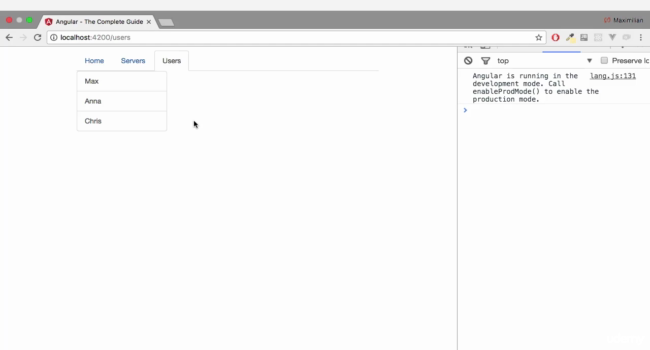 Angular - The Complete Guide
Maximilian
localhost:4200/users
Home Servers Users
top Preserve lo
Max
Anna
Chris
Angular is running in the lang.js:131
development mode. Call
enableProdMode() to enable the
production mode.